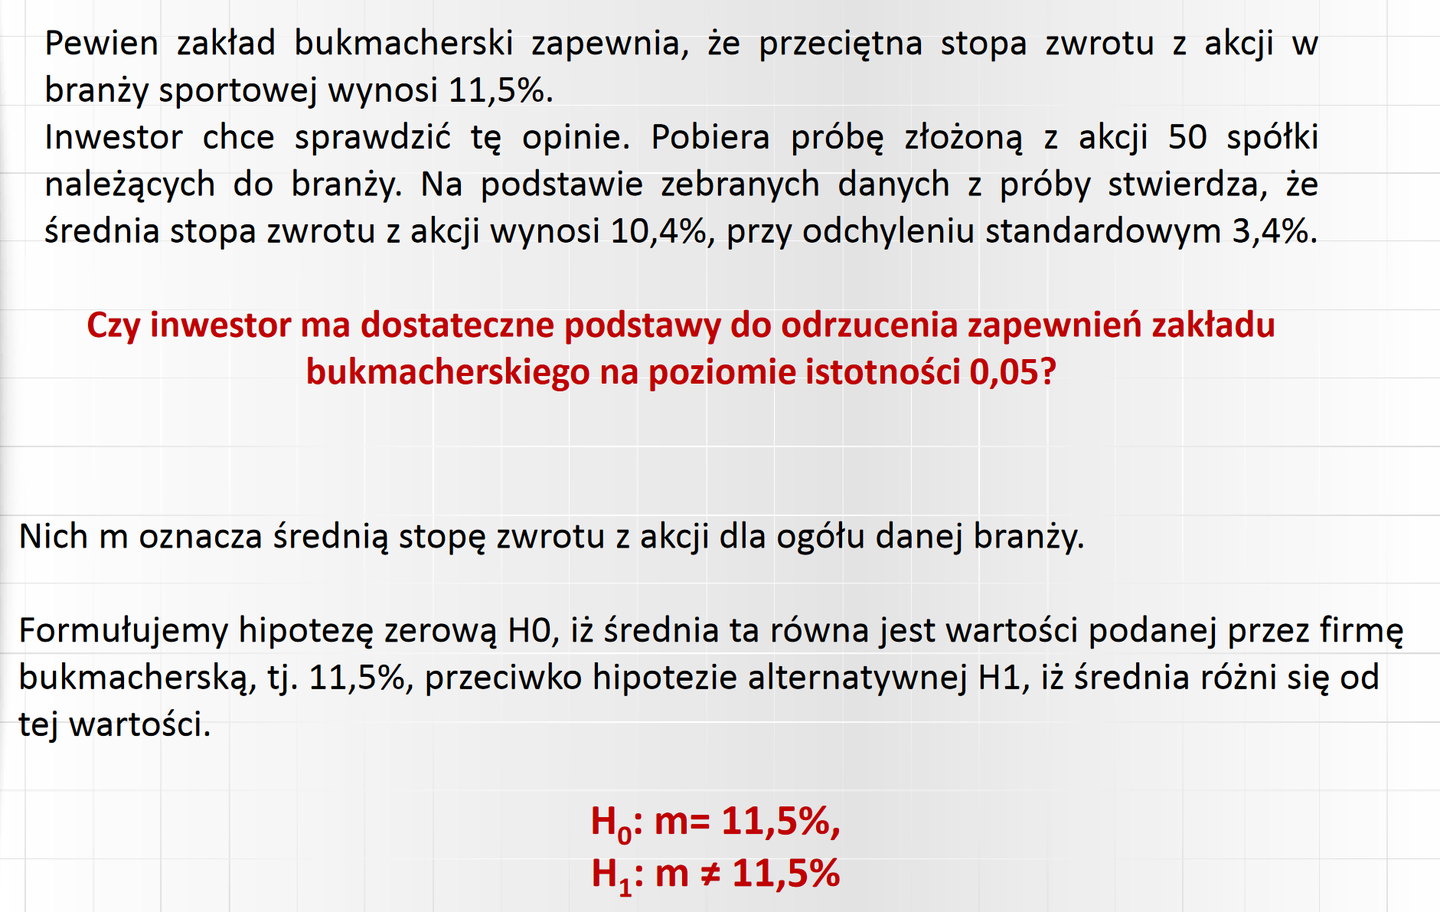 Pewien zakład bukmacherski zapewnia, że przeciętna stopa zwrotu z akcji w
branży sportowej wynosi 11,5%.
Inwestor chce sprawdzić tę opinie. Pobiera próbę złożoną z akcji 50 spółki
należących do branży. Na podstawie zebranych danych z próby stwierdza, że
średnia stopa zwrotu z akcji wynosi 10,4%, przy odchyleniu standardowym 3,4%.
Czy inwestor ma dostateczne podstawy do odrzucenia zapewnień zakładu
bukmacherskiego na poziomie istotności 0,05?
Nich m oznacza średnią stopę zwrotu z akcji dla ogółu danej branży.
Formułujemy hipotezę zerową H0, iż średnia ta równa jest wartości podanej przez firmę
bukmacherską, tj. 11,5%, przeciwko hipotezie alternatywnej H1, iż średnia różni się od
tej wartości.
H₀: m= 11,5%,
H₁: m ≠ 11,5%